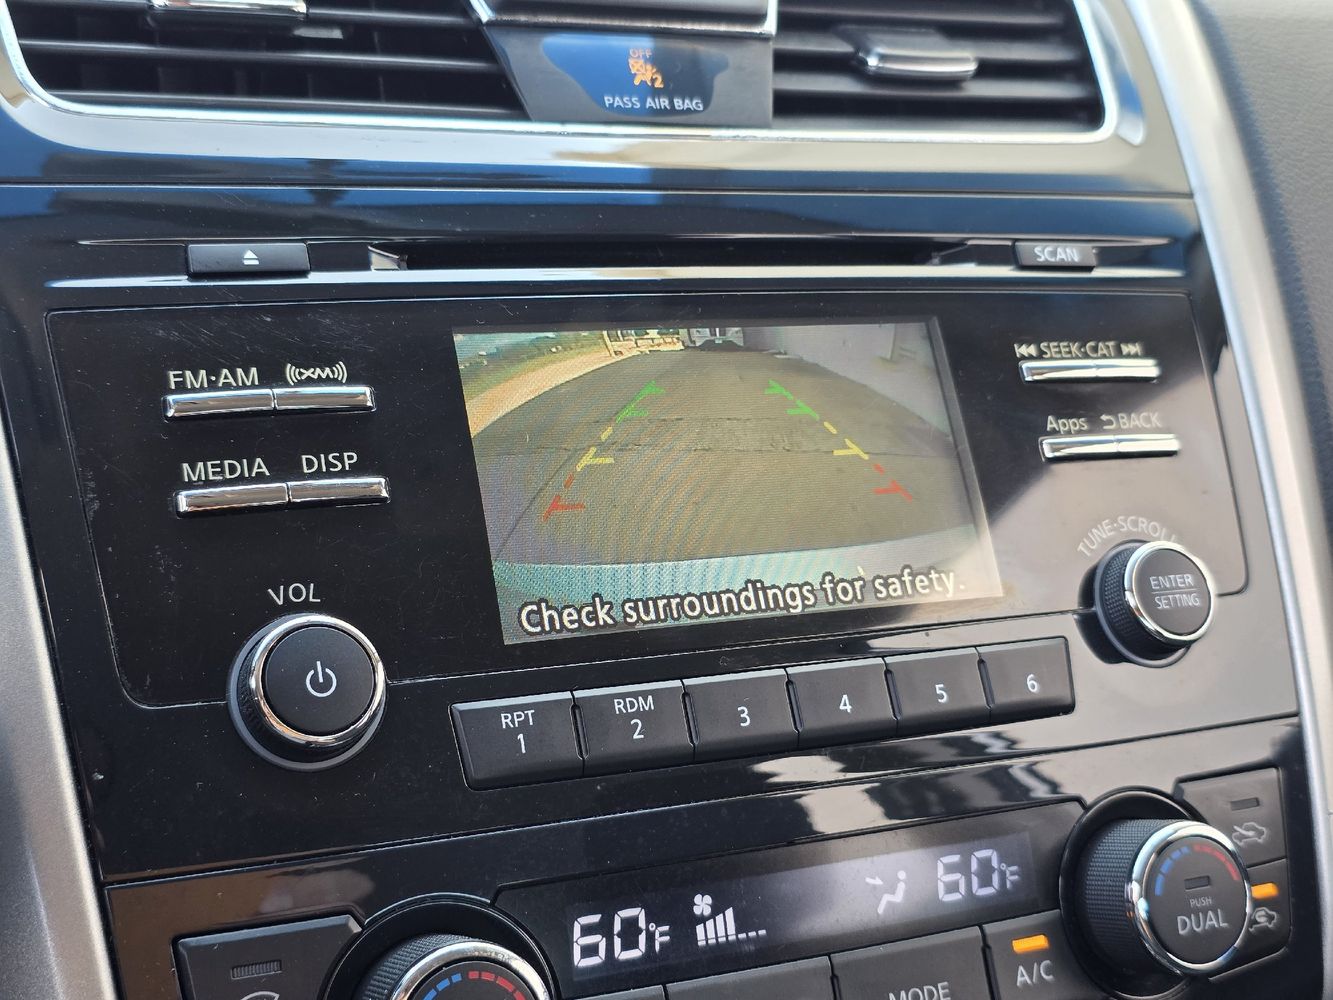 OFF
2
PASS AIR BAG
SCAN
FM·AM
((XM))
SEEK·CAT
MEDIA
DISP
Apps
BACK
TUNE·SCROLL
VOL
ENTER
SETTING
Check surroundings for safety.
RPT
1
RDM
2
3
4
5
6
60°F
60°F
PUSH
DUAL
MODE
A/C